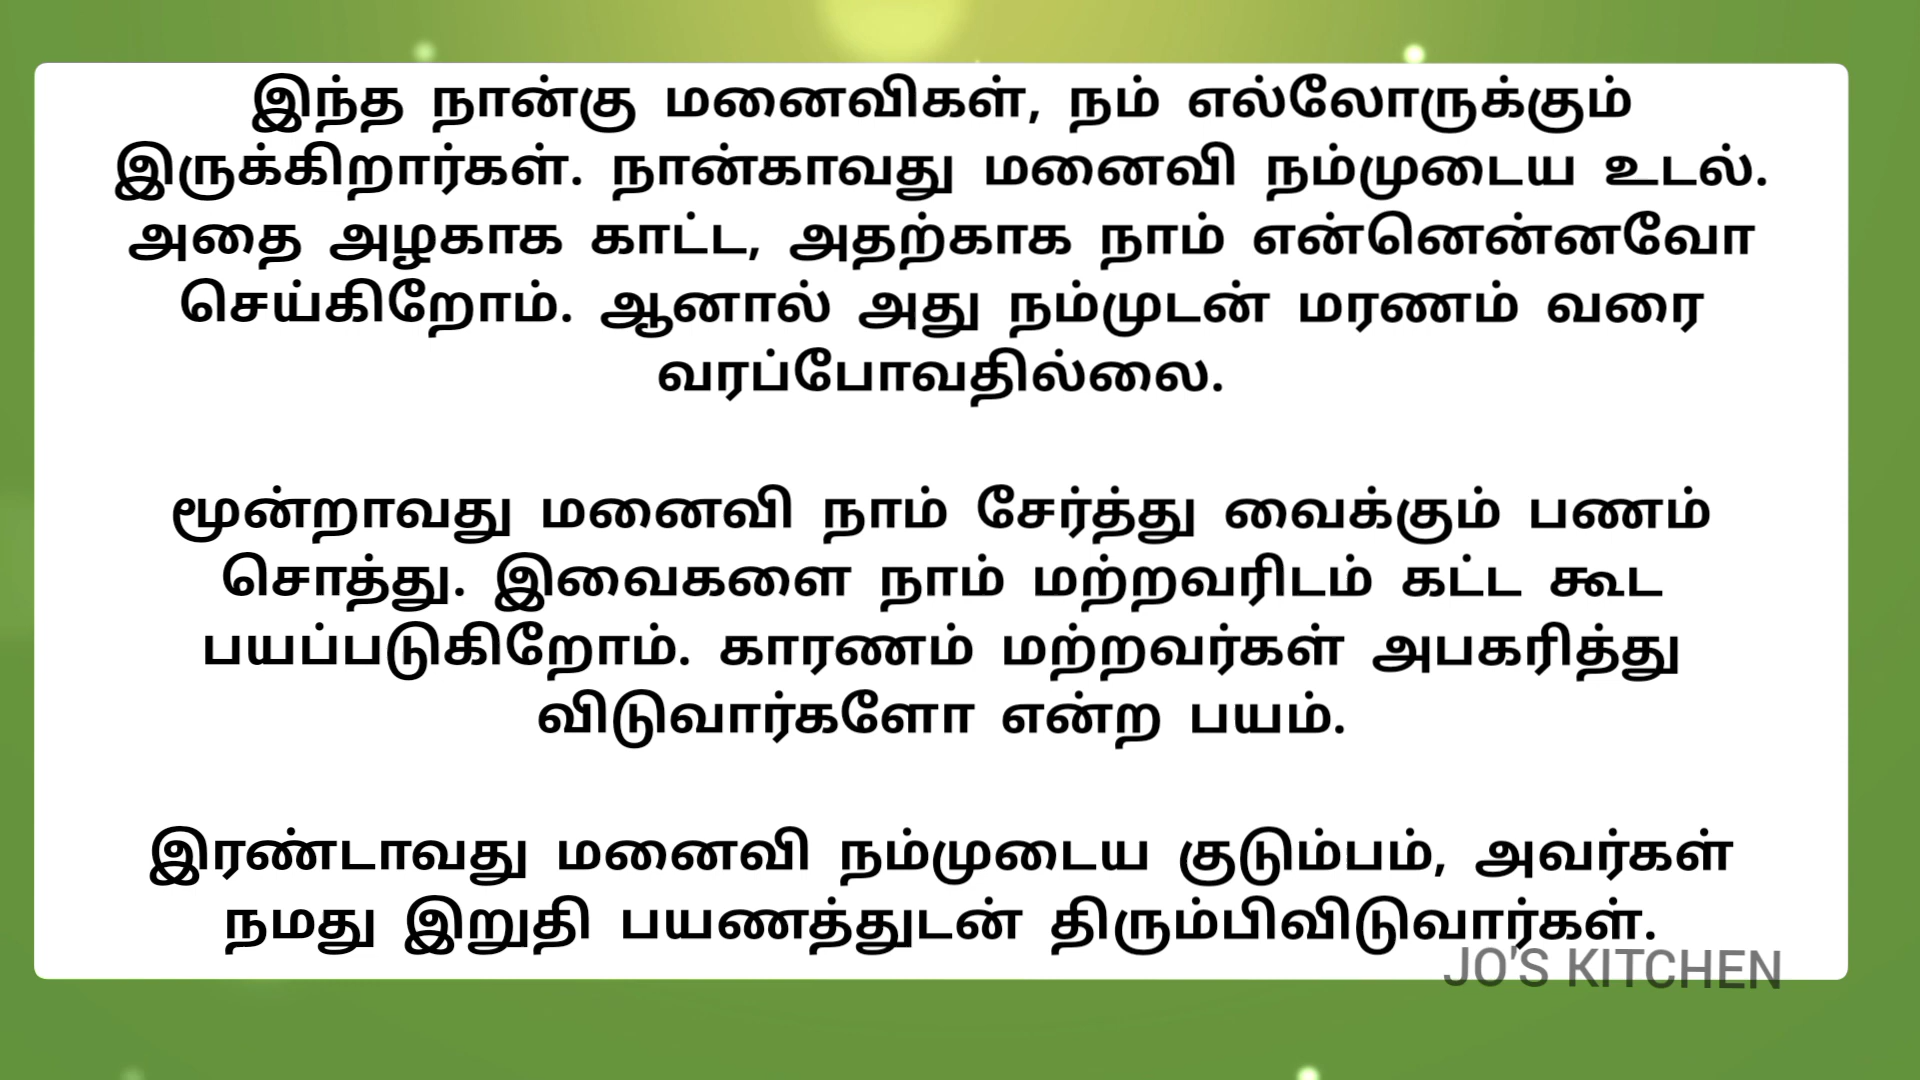 இந்த நான்கு மனைவிகள், நம் எல்லோருக்கும்
இருக்கிறார்கள். நான்காவது மனைவி நம்முடைய உடல்.
அதை அழகாக காட்ட, அதற்காக நாம் என்னென்னவோ
செய்கிறோம். ஆனால் அது நம்முடன் மரணம் வரை
வரப்போவதில்லை.
மூன்றாவது மனைவி நாம் சேர்த்து வைக்கும் பணம்
சொத்து. இவைகளை நாம் மற்றவரிடம் கட்ட கூட
பயப்படுகிறோம். காரணம் மற்றவர்கள் அபகரித்து
விடுவார்களோ என்ற பயம்.
இரண்டாவது மனைவி நம்முடைய குடும்பம், அவர்கள்
நமது இறுதி பயணத்துடன் திரும்பிவிடுவார்கள்.
JO'S KITCHEN